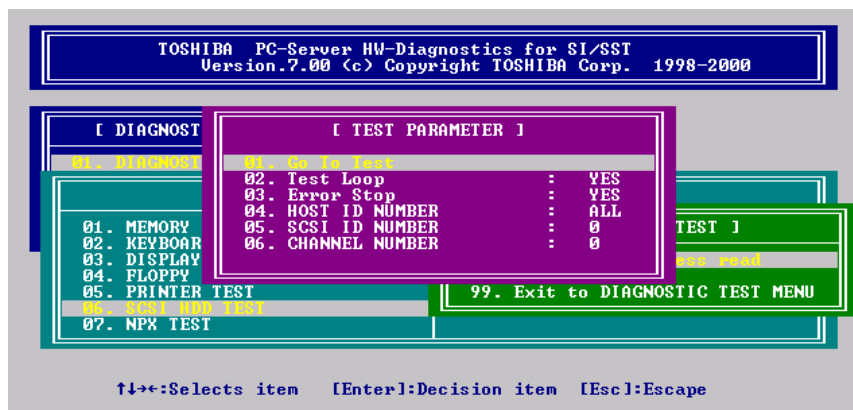 TOSHIBA PC-Server HW-Diagnostics for SI/SST
Version.7.00 (c) Copyright TOSHIBA Corp. 1998-2000
[ DIAGNOST
01. DIAGNOST
[ TEST PARAMETER ]
01. Go To Test
02. Test Loop : YES
03. Error Stop : YES
04. HOST ID NUMBER : ALL
05. SCSI ID NUMBER : 0
06. CHANNEL NUMBER : 0
01. MEMORY
02. KEYBOAR
03. DISPLAY
04. FLOPPY
05. PRINTER TEST
06. SCSI HDD TEST
07. NPX TEST
TEST ]
ess read
99. Exit to DIAGNOSTIC TEST MENU
↑↓→←:Selects item [Enter]:Decision item [Esc]:Escape